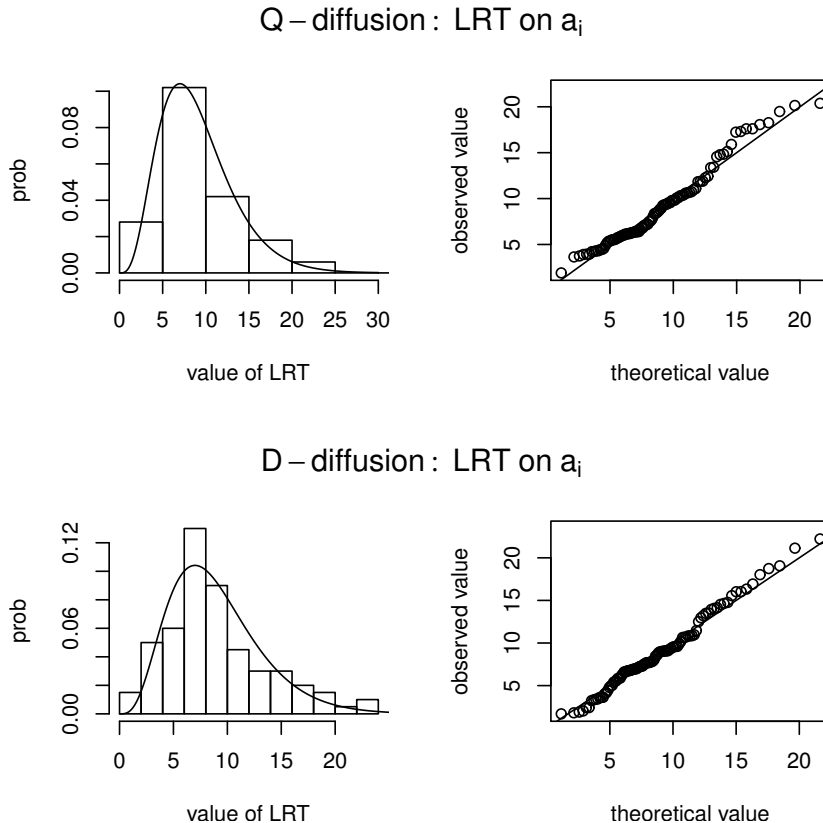 Q − diffusion : LRT on aᵢ
prob
0.00 0.04 0.08
0 5 10 15 20 25 30
value of LRT
observed value
5 10 15 20
5 10 15 20
theoretical value
D − diffusion : LRT on aᵢ
prob
0.00 0.06 0.12
0 5 10 15 20
value of LRT
observed value
5 10 15 20
5 10 15 20
theoretical value